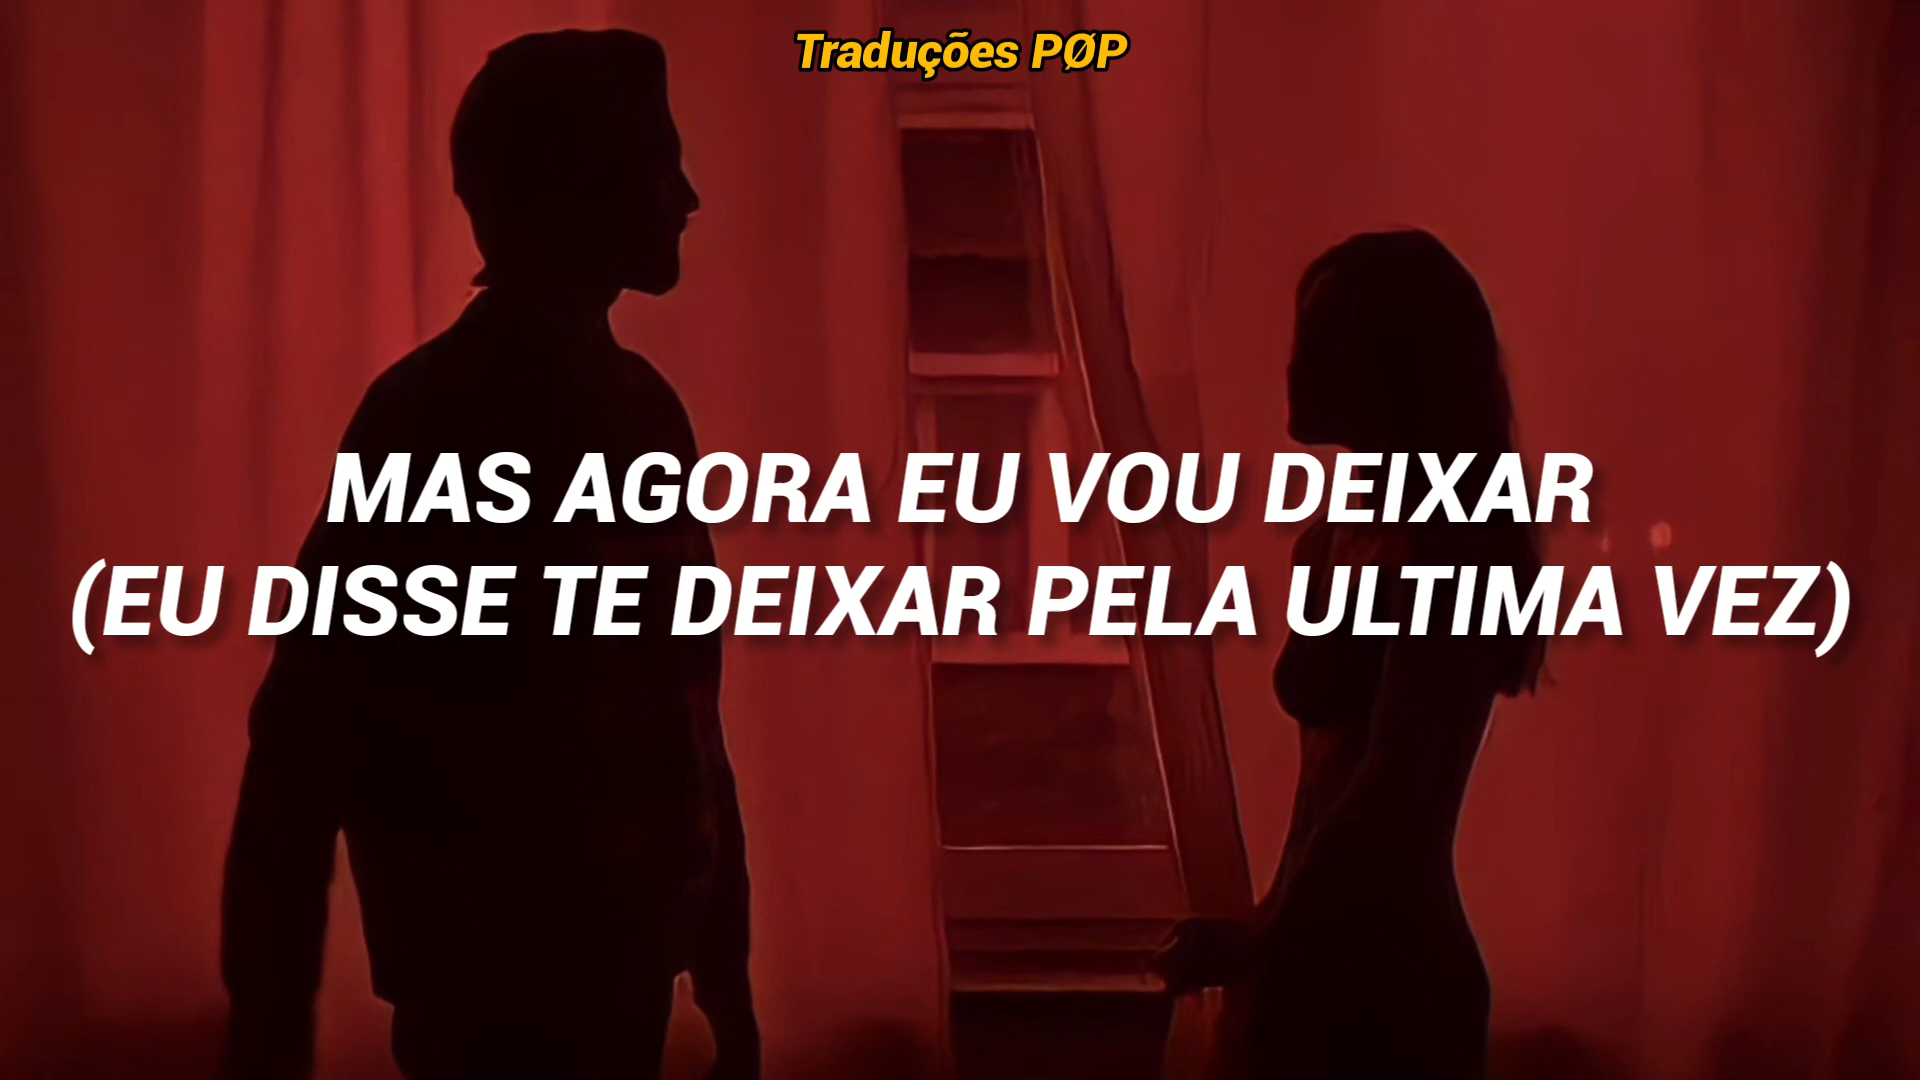 Traduções PØP
MAS AGORA EU VOU DEIXAR
(EU DISSE TE DEIXAR PELA ULTIMA VEZ)